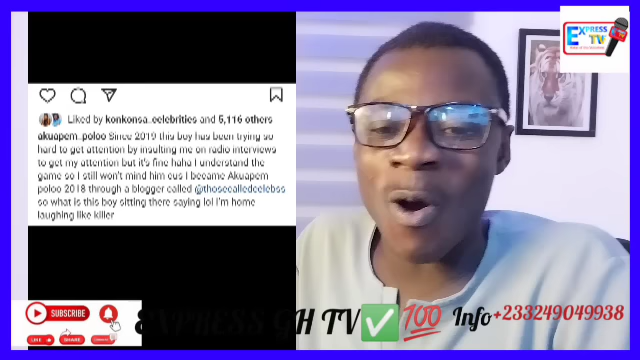 EXPRESS
TV
Liked by konkonsa_celebrities and 5,116 others
akuapem_poloo Since 2019 this boy has been trying so
hard to get attention by insulting me on radio interviews
to get my attention but it's fine haha I understand the
game so I still won't mind him cus I became Akuapem
poloo 2018 through a blogger called @thosecalledcelebss
so what is this boy sitting there saying lol I'm home
laughing like killer
SUBSCRIBE
LIKE
SHARE
EXPRESS GH TV✅💯 Info+233249049938